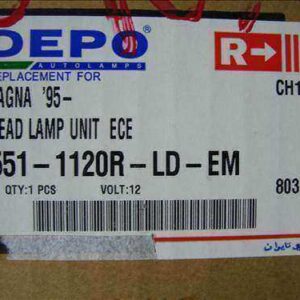 DEPO
AUTOLAMPS
REPLACEMENT FOR
R
CH1
AGNA '95-
EAD LAMP UNIT ECE
551-1120R-LD-EM
QTY:1 PCS VOLT:12
803